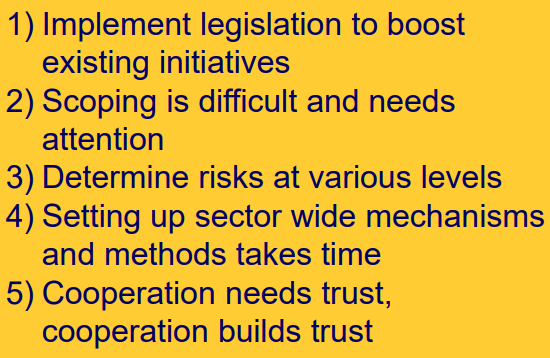 1) Implement legislation to boost
existing initiatives
2) Scoping is difficult and needs
attention
3) Determine risks at various levels
4) Setting up sector wide mechanisms
and methods takes time
5) Cooperation needs trust,
cooperation builds trust